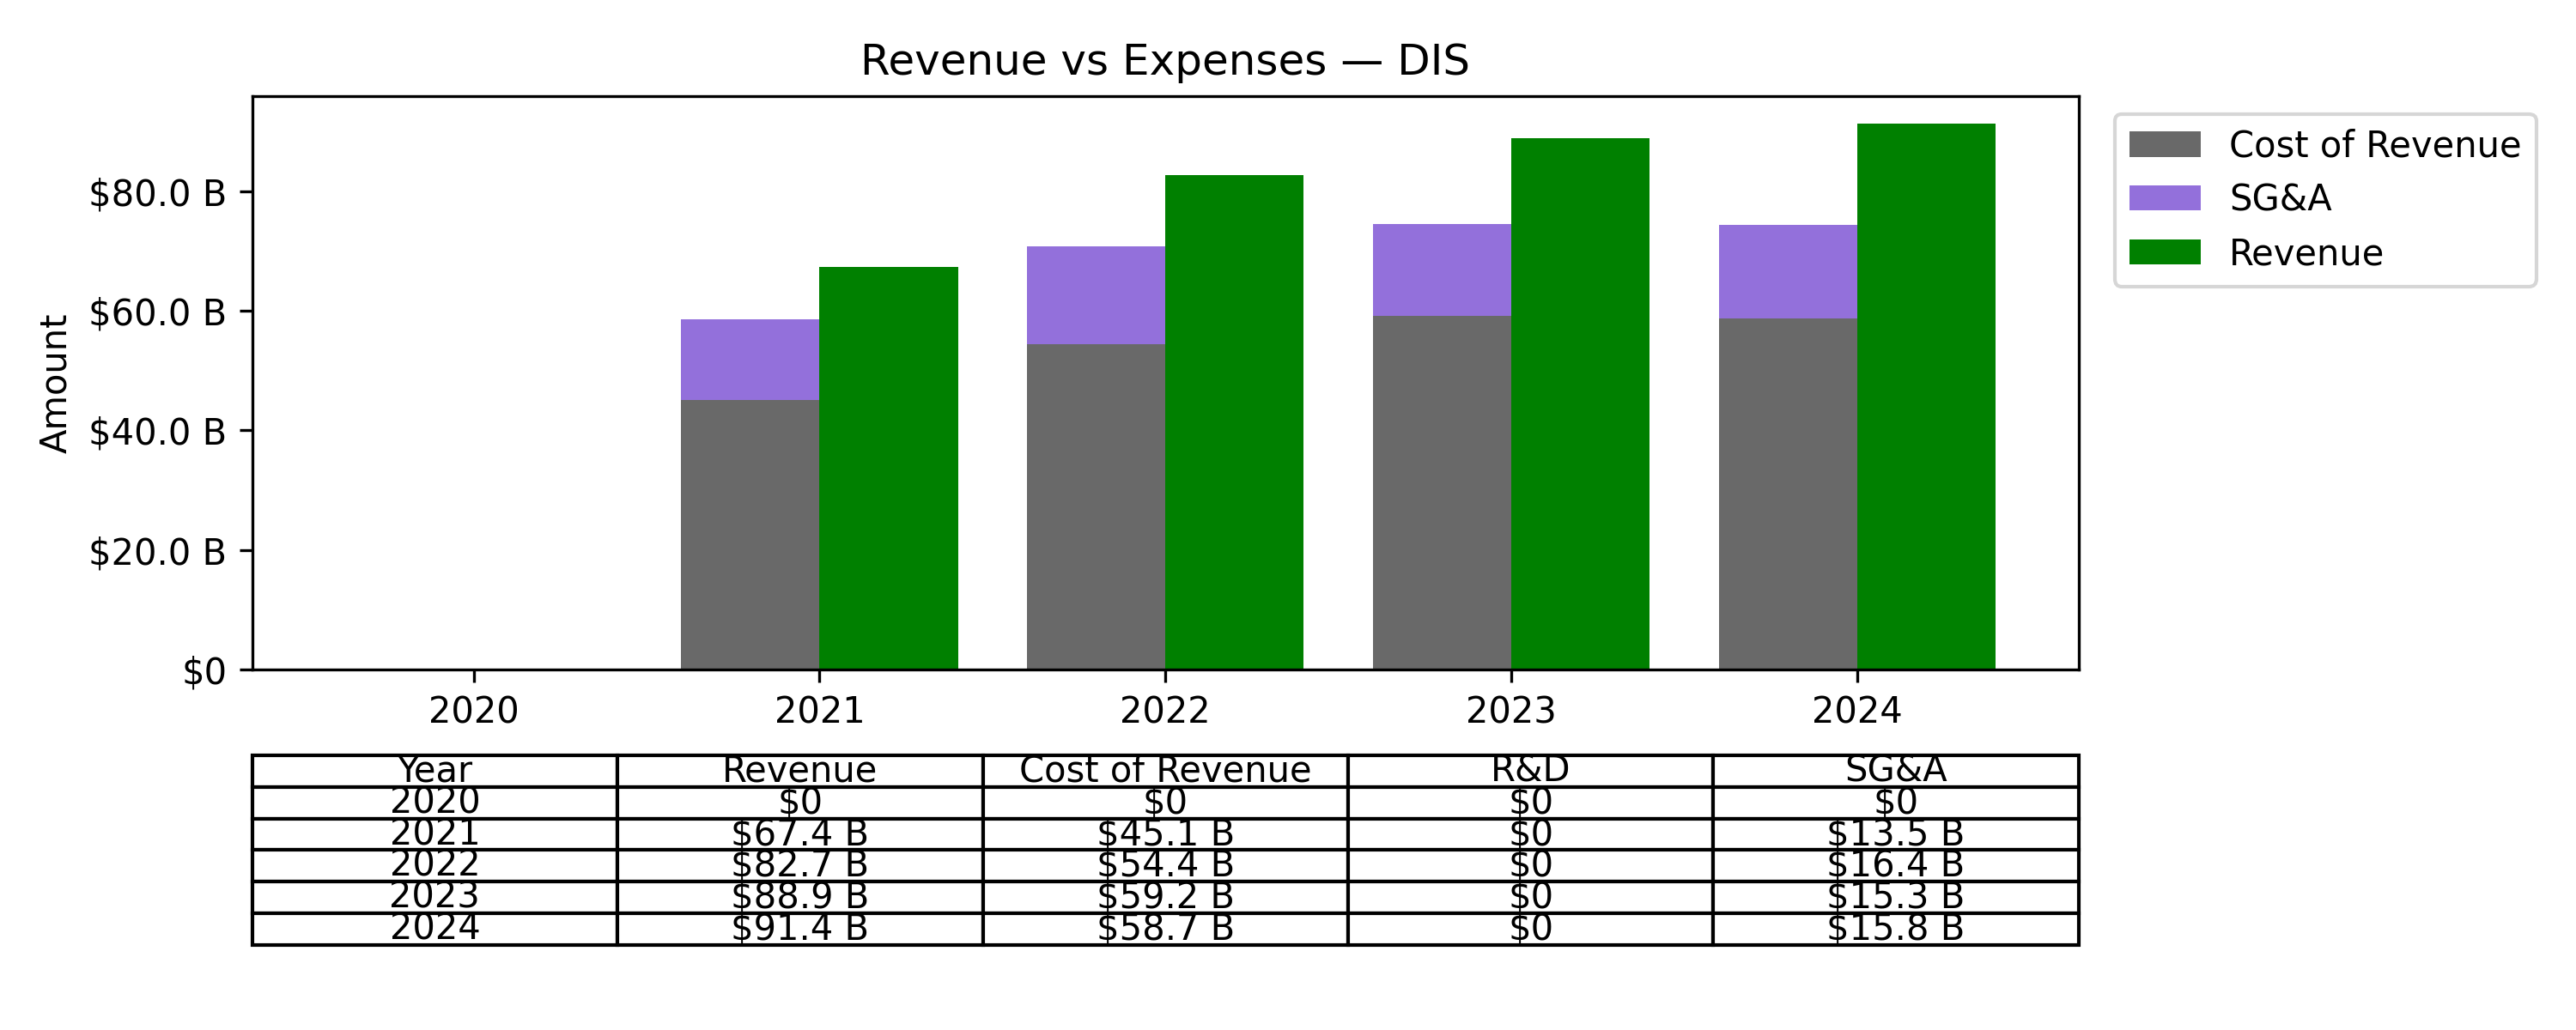 Revenue vs Expenses — DIS
Cost of Revenue
SG&A
Revenue
Amount
$80.0 B
$60.0 B
$40.0 B
$20.0 B
$0
2020 2021 2022 2023 2024
Year Revenue Cost of Revenue R&D SG&A
2020 $0 $0 $0 $0
2021 $67.4 B $45.1 B $0 $13.5 B
2022 $82.7 B $54.4 B $0 $16.4 B
2023 $88.9 B $59.2 B $0 $15.3 B
2024 $91.4 B $58.7 B $0 $15.8 B